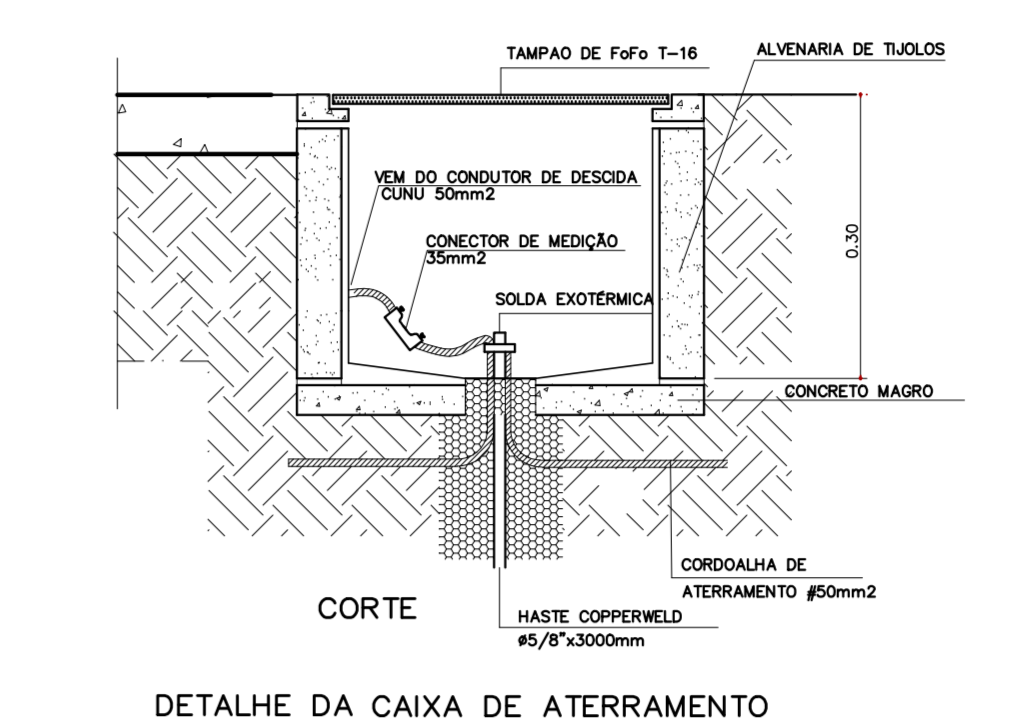 TAMPAO DE FoFo T-16
ALVENARIA DE TIJOLOS
VEM DO CONDUTOR DE DESCIDA
CUNU 50mm2
CONECTOR DE MEDIÇÃO
35mm2
0.30
SOLDA EXOTÉRMICA
CONCRETO MAGRO
CORDOALHA DE
ATERRAMENTO #50mm2
CORTE
HASTE COPPERWELD
ø5/8"x3000mm
DETALHE DA CAIXA DE ATERRAMENTO